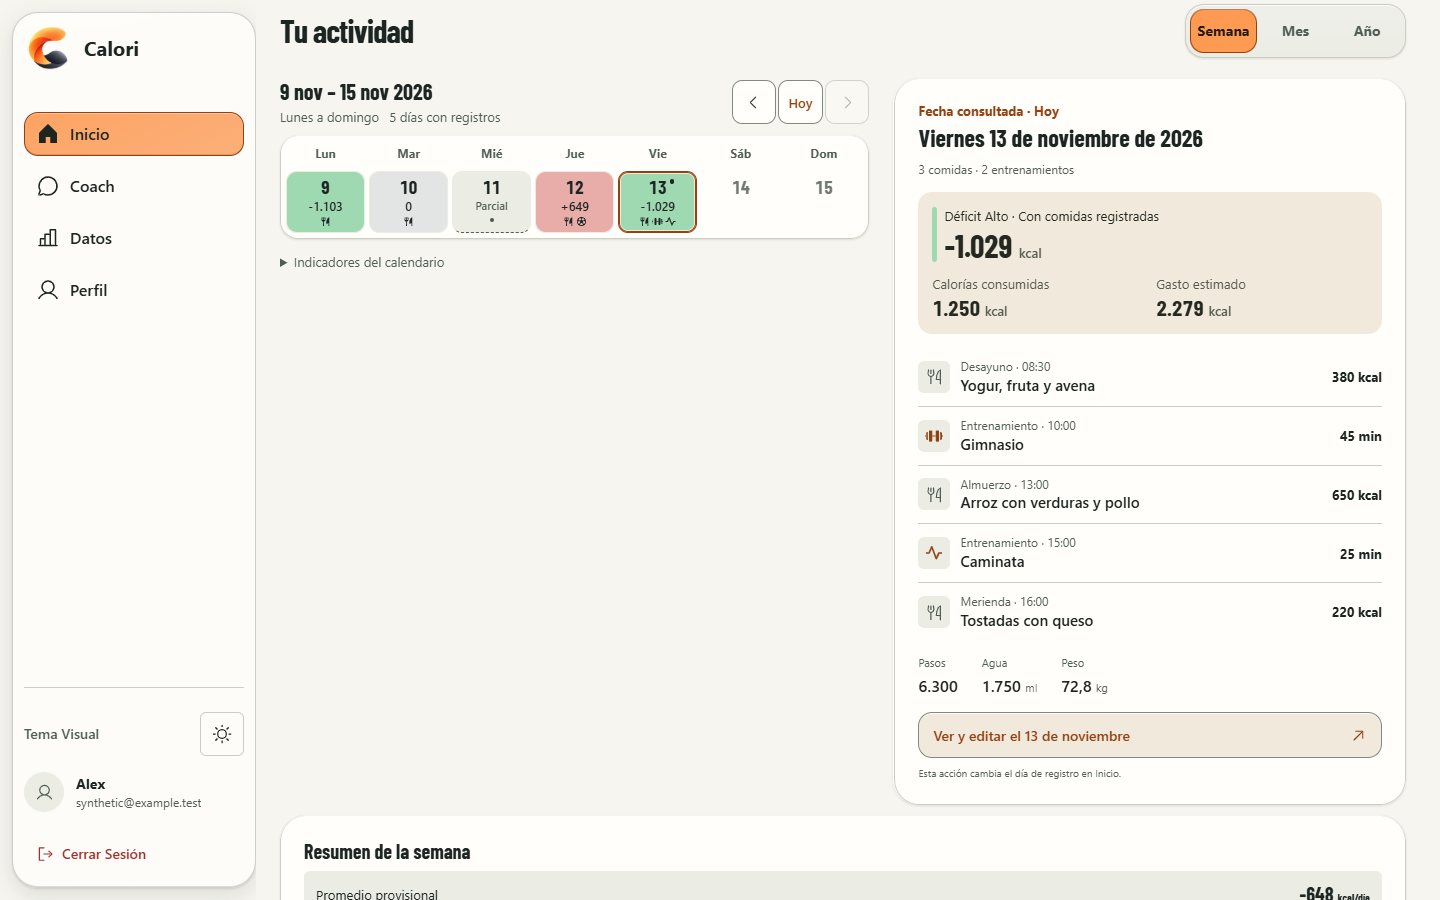 Calori
Inicio
Coach
Datos
Perfil
Tema Visual
Alex
synthetic@example.test
Cerrar Sesión
Tu actividad
Semana Mes Año
9 nov – 15 nov 2026
Lunes a domingo 5 días con registros
Hoy
Lun Mar Mié Jue Vie Sáb Dom
9 10 11 12 13 14 15
-1.103 0 Parcial +649 -1.029
Indicadores del calendario
Fecha consultada · Hoy
Viernes 13 de noviembre de 2026
3 comidas · 2 entrenamientos
Déficit Alto · Con comidas registradas
-1.029 kcal
Calorías consumidas Gasto estimado
1.250 kcal 2.279 kcal
Desayuno · 08:30
Yogur, fruta y avena 380 kcal
Entrenamiento · 10:00
Gimnasio 45 min
Almuerzo · 13:00
Arroz con verduras y pollo 650 kcal
Entrenamiento · 15:00
Caminata 25 min
Merienda · 16:00
Tostadas con queso 220 kcal
Pasos Agua Peso
6.300 1.750 ml 72,8 kg
Ver y editar el 13 de noviembre
Esta acción cambia el día de registro en Inicio.
Resumen de la semana
Promedio provisional -648 kcal/día